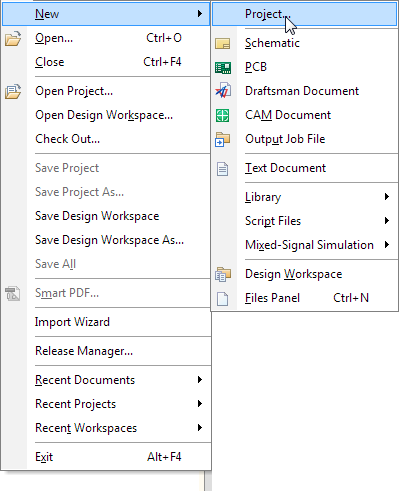 New
Open... Ctrl+O
Close Ctrl+F4
Open Project...
Open Design Workspace...
Check Out...
Save Project
Save Project As...
Save Design Workspace
Save Design Workspace As...
Save All
Smart PDF...
Import Wizard
Release Manager...
Recent Documents
Recent Projects
Recent Workspaces
Exit Alt+F4
Project...
Schematic
PCB
Draftsman Document
CAM Document
Output Job File
Text Document
Library
Script Files
Mixed-Signal Simulation
Design Workspace
Files Panel Ctrl+N